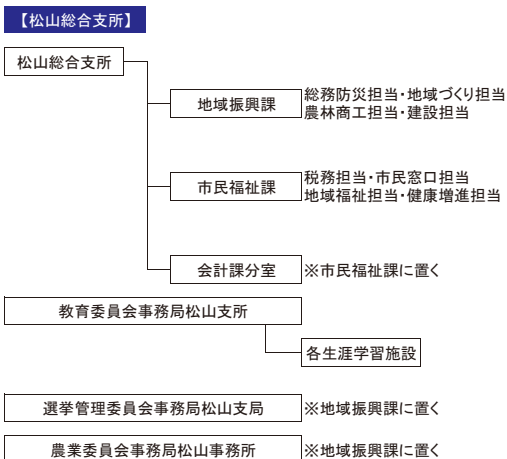 【松山総合支所】
松山総合支所
地域振興課
総務防災担当・地域づくり担当
農林商工担当・建設担当
市民福祉課
税務担当・市民窓口担当
地域福祉担当・健康増進担当
会計課分室
※市民福祉課に置く
教育委員会事務局松山支所
各生涯学習施設
選挙管理委員会事務局松山支局
※地域振興課に置く
農業委員会事務局松山事務所
※地域振興課に置く